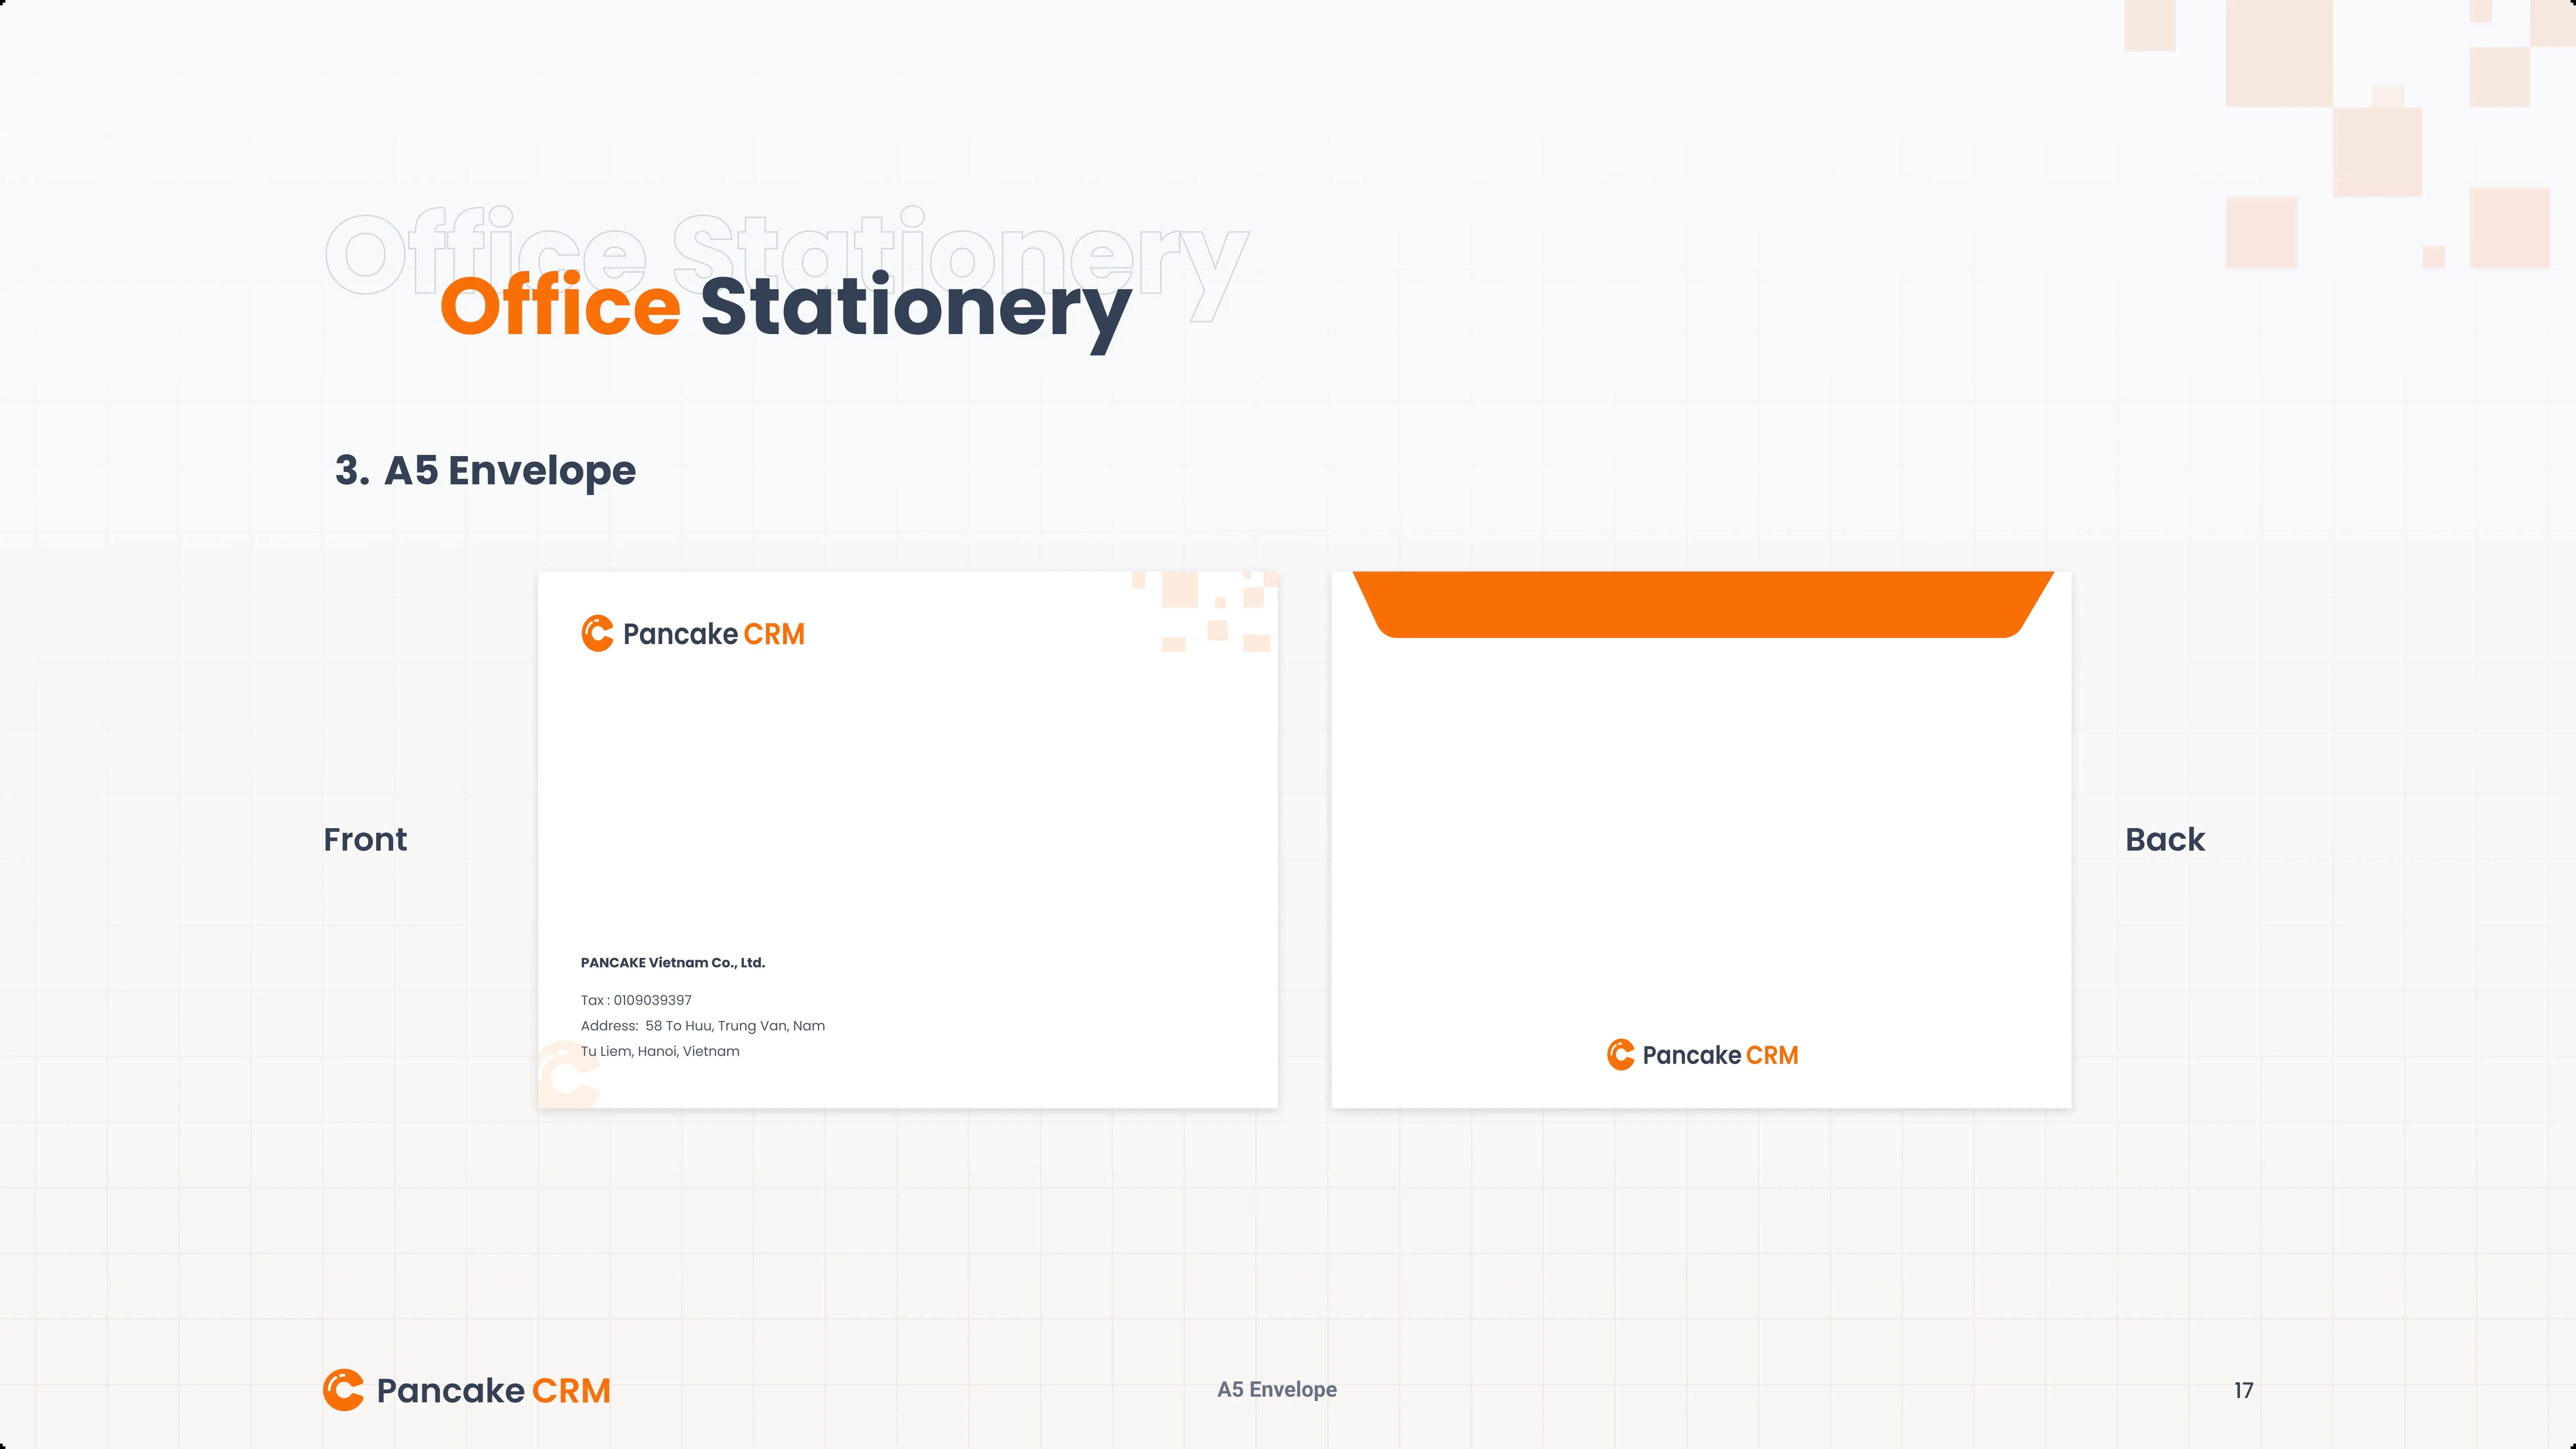 Office Stationery
Office Stationery
3. A5 Envelope
Pancake CRM
Front
Back
PANCAKE Vietnam Co., Ltd.
Tax : 0109039397
Address:  58 To Huu, Trung Van, Nam
Tu Liem, Hanoi, Vietnam
Pancake CRM
Pancake CRM
A5 Envelope
17